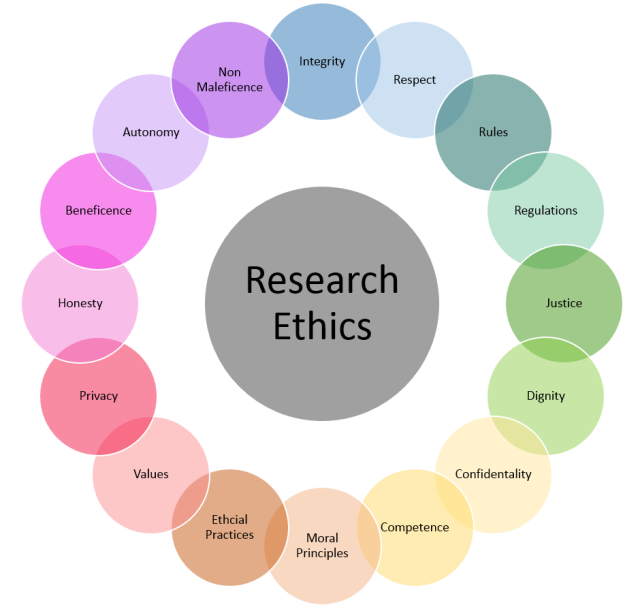 Integrity
Respect
Rules
Regulations
Justice
Dignity
Confidentality
Competence
Moral
Principles
Ethcial
Practices
Values
Privacy
Honesty
Beneficence
Autonomy
Non
Maleficence
Research
Ethics